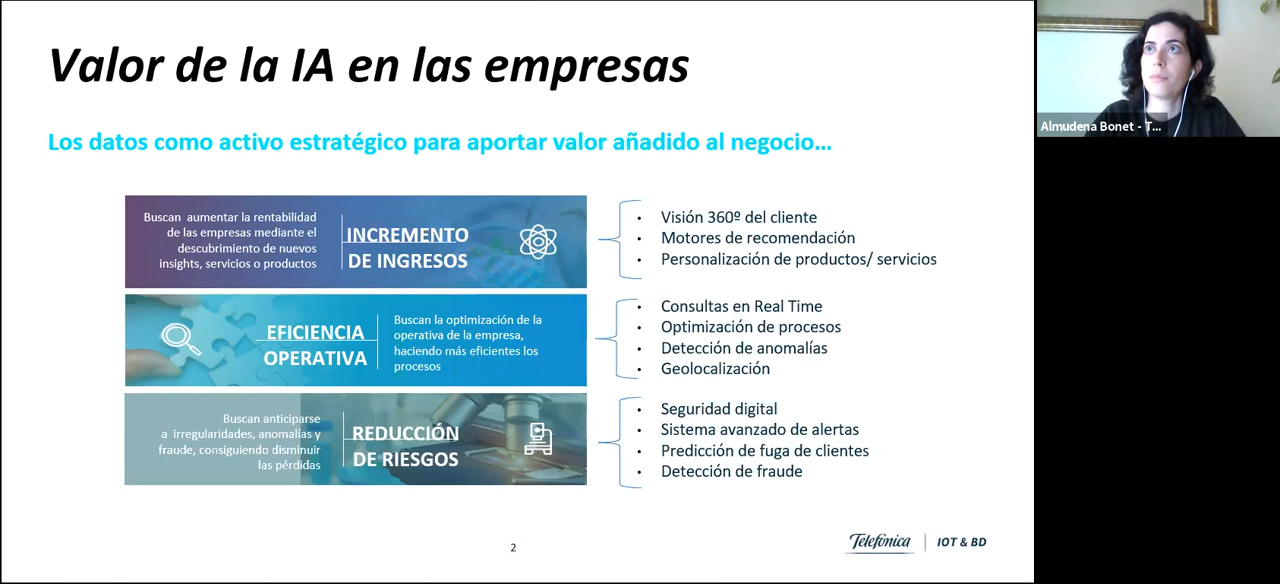 Valor de la IA en las empresas
Los datos como activo estratégico para aportar valor añadido al negocio...
Buscan aumentar la rentabilidad
de las empresas mediante el
descubrimiento de nuevos
insights, servicios o productos
INCREMENTO
DE INGRESOS
• Visión 360º del cliente
• Motores de recomendación
• Personalización de productos/ servicios
EFICIENCIA
OPERATIVA
Buscan la optimización de la
operativa de la empresa,
haciendo más eficientes los
procesos
• Consultas en Real Time
• Optimización de procesos
• Detección de anomalías
• Geolocalización
Buscan anticiparse
a irregularidades, anomalías y
fraude, consiguiendo disminuir
las pérdidas
REDUCCIÓN
DE RIESGOS
• Seguridad digital
• Sistema avanzado de alertas
• Predicción de fuga de clientes
• Detección de fraude
2
Telefónica | IOT & BD
Almudena Bonet - T...